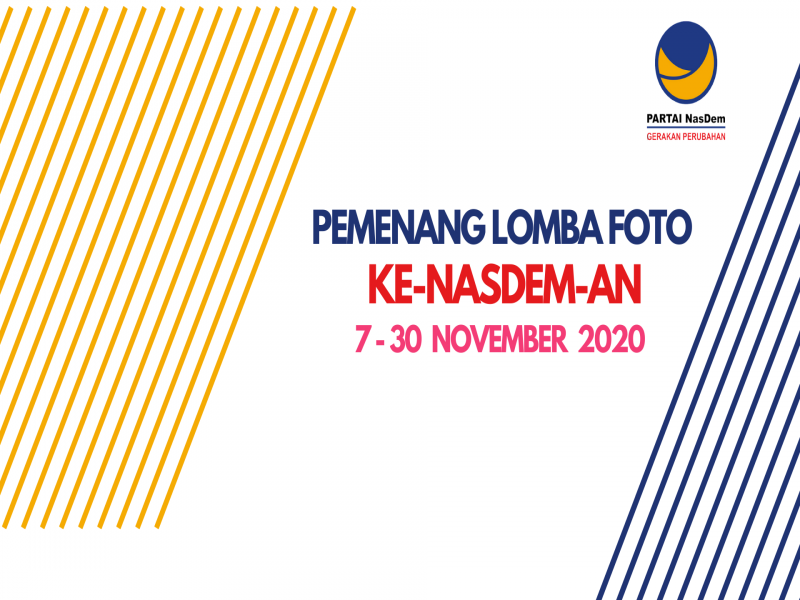 PARTAI NasDem
GERAKAN PERUBAHAN
PEMENANG LOMBA FOTO
KE-NASDEM-AN
7 - 30 NOVEMBER 2020